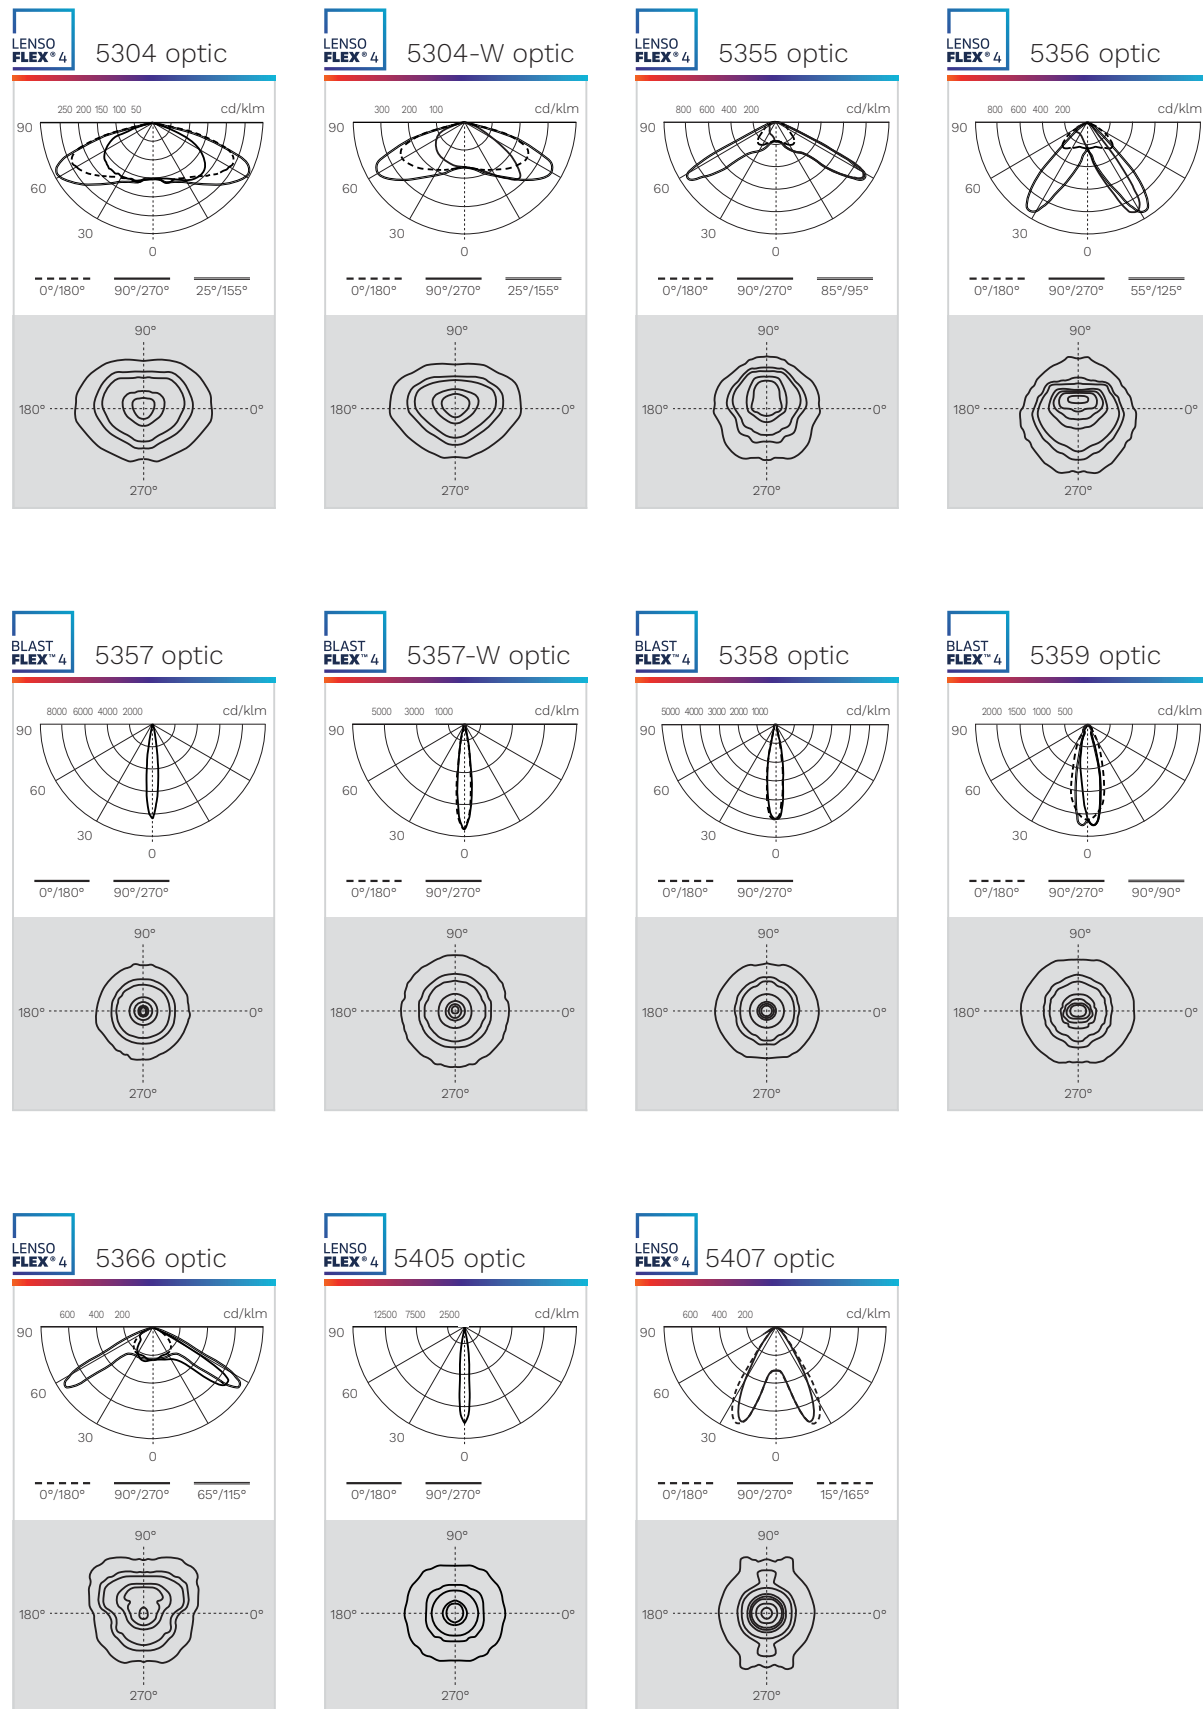 LENSO
FLEX® 4
5304 optic
250 200 150 100 50
cd/klm
90
60
30
0
0°/180°
90°/270°
25°/155°
90°
180°
0°
270°
LENSO
FLEX® 4
5304-W optic
300 200 100
cd/klm
90
60
30
0
0°/180°
90°/270°
25°/155°
90°
180°
0°
270°
LENSO
FLEX® 4
5355 optic
800 600 400 200
cd/klm
90
60
30
0
0°/180°
90°/270°
85°/95°
90°
180°
0°
270°
LENSO
FLEX® 4
5356 optic
800 600 400 200
cd/klm
90
60
30
0
0°/180°
90°/270°
55°/125°
90°
180°
0°
270°
BLAST
FLEX™ 4
5357 optic
8000 6000 4000 2000
cd/klm
90
60
30
0
0°/180°
90°/270°
90°
180°
0°
270°
BLAST
FLEX™ 4
5357-W optic
5000 3000 1000
cd/klm
90
60
30
0
0°/180°
90°/270°
90°
180°
0°
270°
BLAST
FLEX™ 4
5358 optic
5000 4000 3000 2000 1000
cd/klm
90
60
30
0
0°/180°
90°/270°
90°
180°
0°
270°
BLAST
FLEX™ 4
5359 optic
2000 1500 1000 500
cd/klm
90
60
30
0
0°/180°
90°/270°
90°/90°
90°
180°
0°
270°
LENSO
FLEX® 4
5366 optic
600 400 200
cd/klm
90
60
30
0
0°/180°
90°/270°
65°/115°
90°
180°
0°
270°
LENSO
FLEX® 4
5405 optic
12500 7500 2500
cd/klm
90
60
30
0
0°/180°
90°/270°
90°
180°
0°
270°
LENSO
FLEX® 4
5407 optic
600 400 200
cd/klm
90
60
30
0
0°/180°
90°/270°
15°/165°
90°
180°
0°
270°